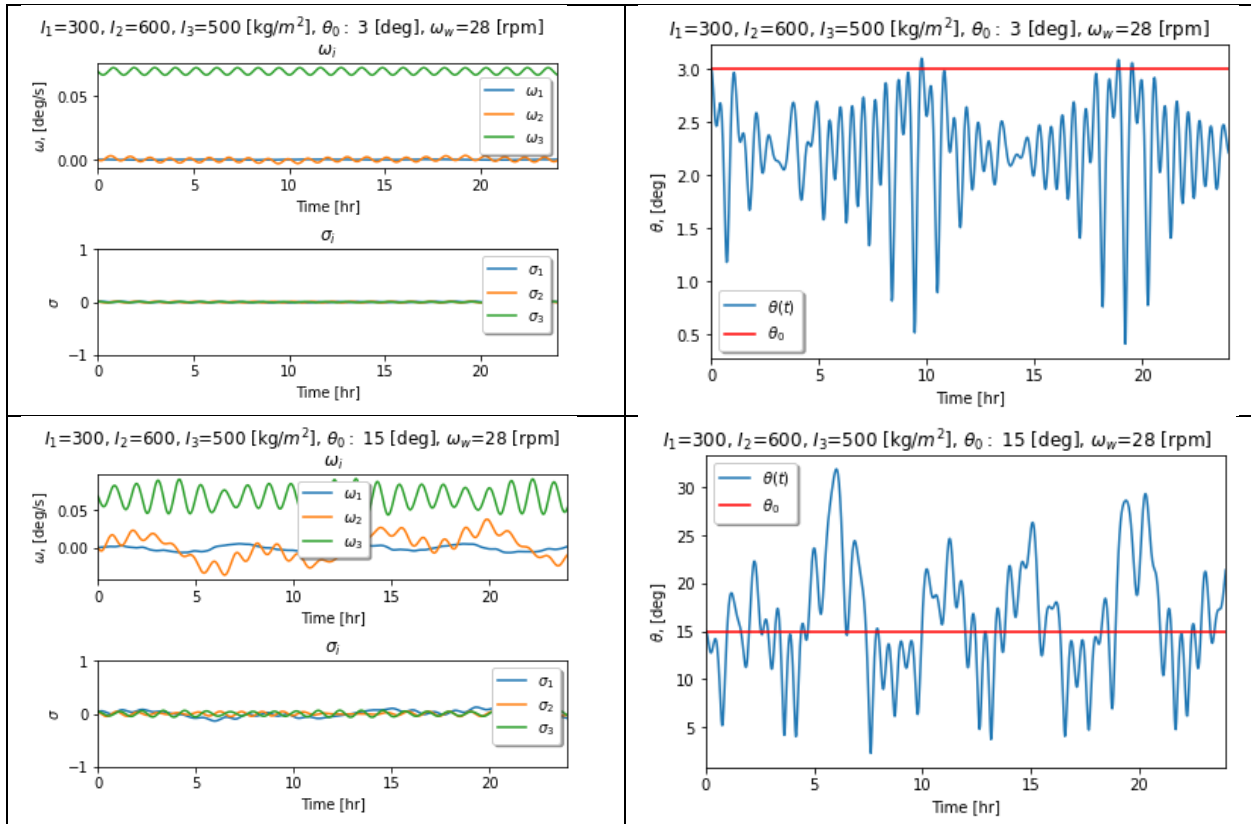 I₁=300, I₂=600, I₃=500 [kg/m²], θ₀ : 3 [deg], ω_w=28 [rpm]
ωᵢ
ω, [deg/s]
0.05
0.00
ω₁
ω₂
ω₃
0 5 10 15 20
Time [hr]
σᵢ
σ
1
0
−1
σ₁
σ₂
σ₃
0 5 10 15 20
Time [hr]
I₁=300, I₂=600, I₃=500 [kg/m²], θ₀ : 3 [deg], ω_w=28 [rpm]
θ, [deg]
3.0
2.5
2.0
1.5
1.0
0.5
θ(t)
θ₀
0 5 10 15 20
Time [hr]
I₁=300, I₂=600, I₃=500 [kg/m²], θ₀ : 15 [deg], ω_w=28 [rpm]
ωᵢ
ω, [deg/s]
0.05
0.00
ω₁
ω₂
ω₃
0 5 10 15 20
Time [hr]
σᵢ
σ
1
0
−1
σ₁
σ₂
σ₃
0 5 10 15 20
Time [hr]
I₁=300, I₂=600, I₃=500 [kg/m²], θ₀ : 15 [deg], ω_w=28 [rpm]
θ, [deg]
30
25
20
15
10
5
θ(t)
θ₀
0 5 10 15 20
Time [hr]